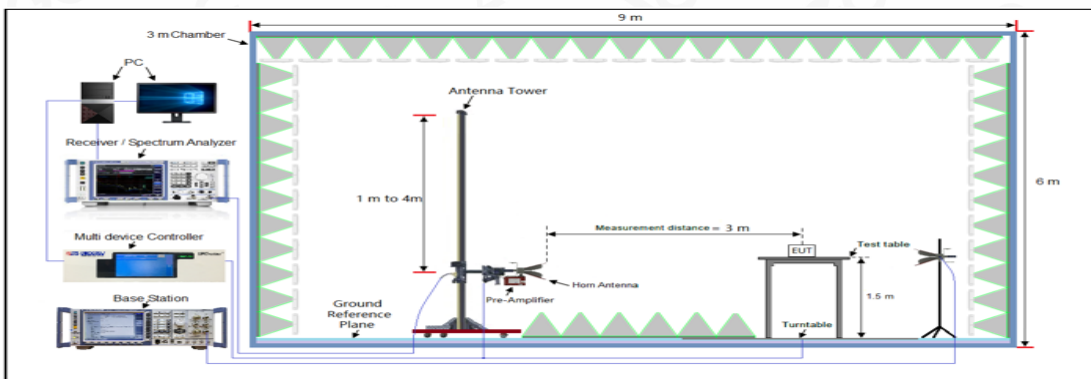 9 m
3 m Chamber
PC
Antenna Tower
Receiver / Spectrum Analyzer
6 m
1 m to 4m
Measurement distance = 3 m
Multi device Controller
EUT
Test table
Horn Antenna
Pre-Amplifier
1.5 m
Base Station
Ground
Reference
Plane
Turntable